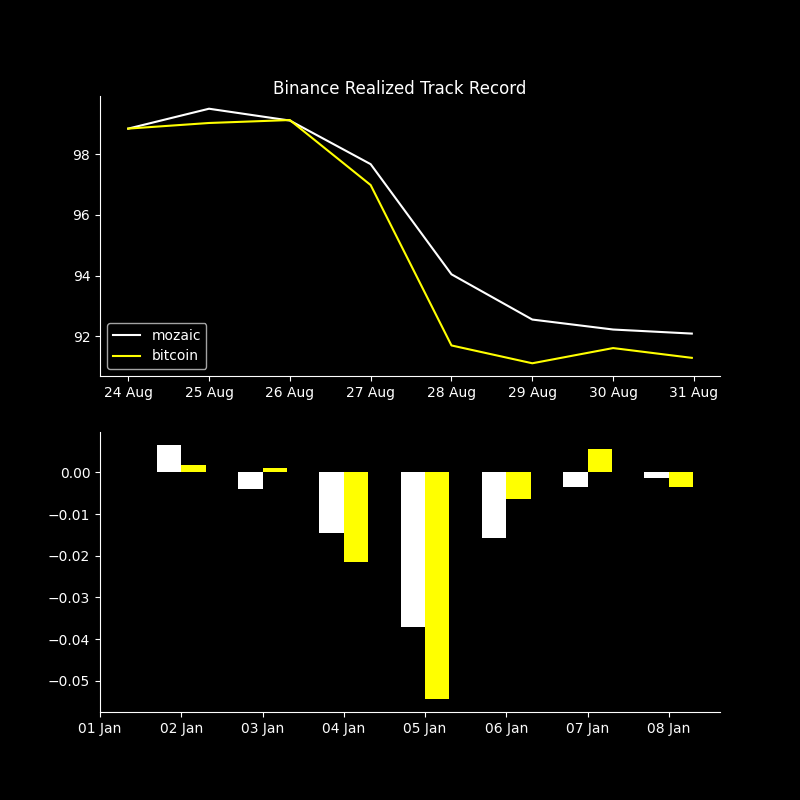 Binance Realized Track Record
98
96
94
92
mozaic
bitcoin
24 Aug 25 Aug 26 Aug 27 Aug 28 Aug 29 Aug 30 Aug 31 Aug
0.00
−0.01
−0.02
−0.03
−0.04
−0.05
01 Jan 02 Jan 03 Jan 04 Jan 05 Jan 06 Jan 07 Jan 08 Jan